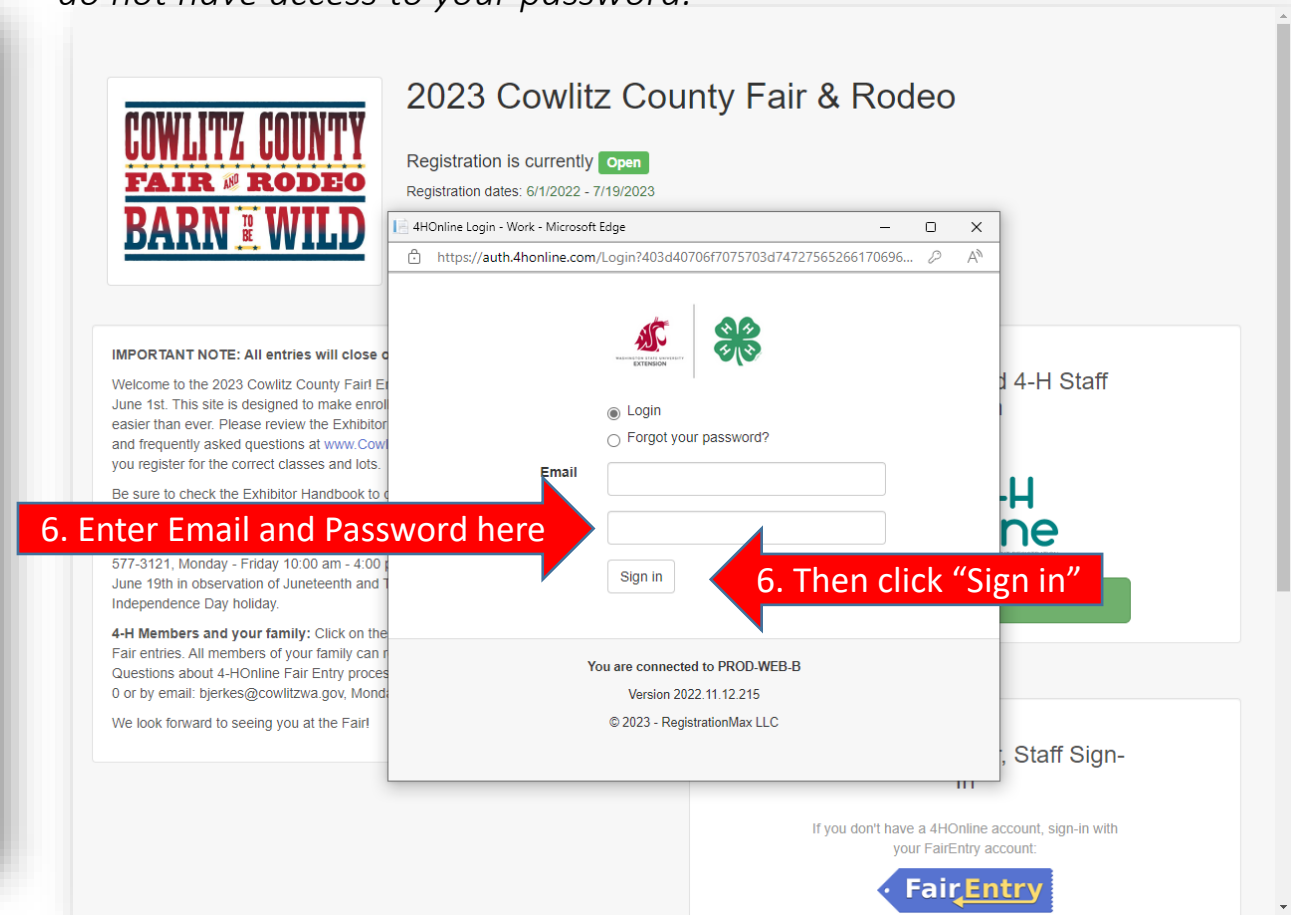 do not have access to your password.
COWLITZ COUNTY
FAIR AND RODEO
BARN TO BE WILD
2023 Cowlitz County Fair & Rodeo
Registration is currently Open
Registration dates: 6/1/2022 - 7/19/2023
4HOnline Login - Work - Microsoft Edge
https://auth.4honline.com/Login?403d40706f7075703d74727565266170696...
WASHINGTON STATE UNIVERSITY
EXTENSION
H H
H H
Login
Forgot your password?
Email
6. Enter Email and Password here
Sign in
6. Then click “Sign in”
You are connected to PROD-WEB-B
Version 2022.11.12.215
© 2023 - RegistrationMax LLC
IMPORTANT NOTE: All entries will close
Welcome to the 2023 Cowlitz County Fair!
June 1st. This site is designed to make
easier than ever. Please review the Exhibitor
and frequently asked questions at
you register for the correct classes and lots.
Be sure to check the Exhibitor Handbook to
577-3121, Monday - Friday 10:00 am - 4:00
June 19th in observation of Juneteenth and
Independence Day holiday.
4-H Members and your family: Click on the
Fair entries. All members of your family can
Questions about 4-HOnline Fair Entry
0 or by email: bjerkes@cowlitzwa.gov,
We look forward to seeing you at the Fair!
4-H Staff
-H
ne
, Staff Sign-
in
If you don't have a 4HOnline account, sign-in with
your FairEntry account:
FairEntry